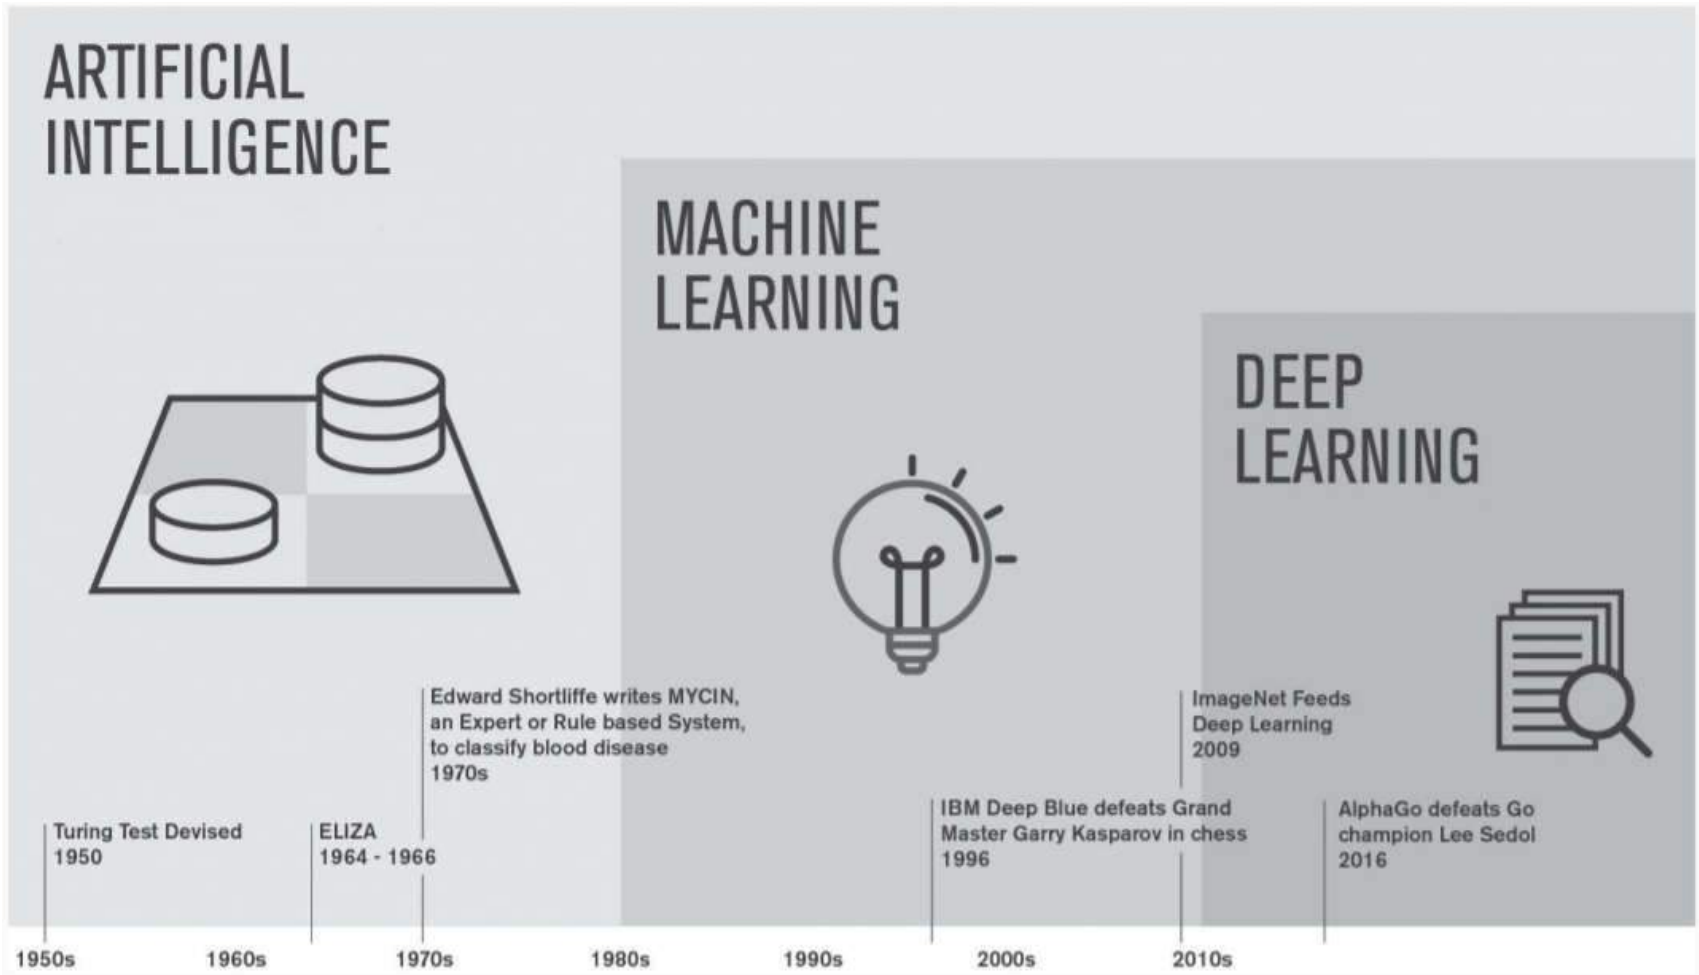 ARTIFICIAL
INTELLIGENCE
MACHINE
LEARNING
DEEP
LEARNING
Edward Shortliffe writes MYCIN,
an Expert or Rule based System,
to classify blood disease
1970s
ImageNet Feeds
Deep Learning
2009
Turing Test Devised
1950
ELIZA
1964 - 1966
IBM Deep Blue defeats Grand
Master Garry Kasparov in chess
1996
AlphaGo defeats Go
champion Lee Sedol
2016
1950s 1960s 1970s 1980s 1990s 2000s 2010s